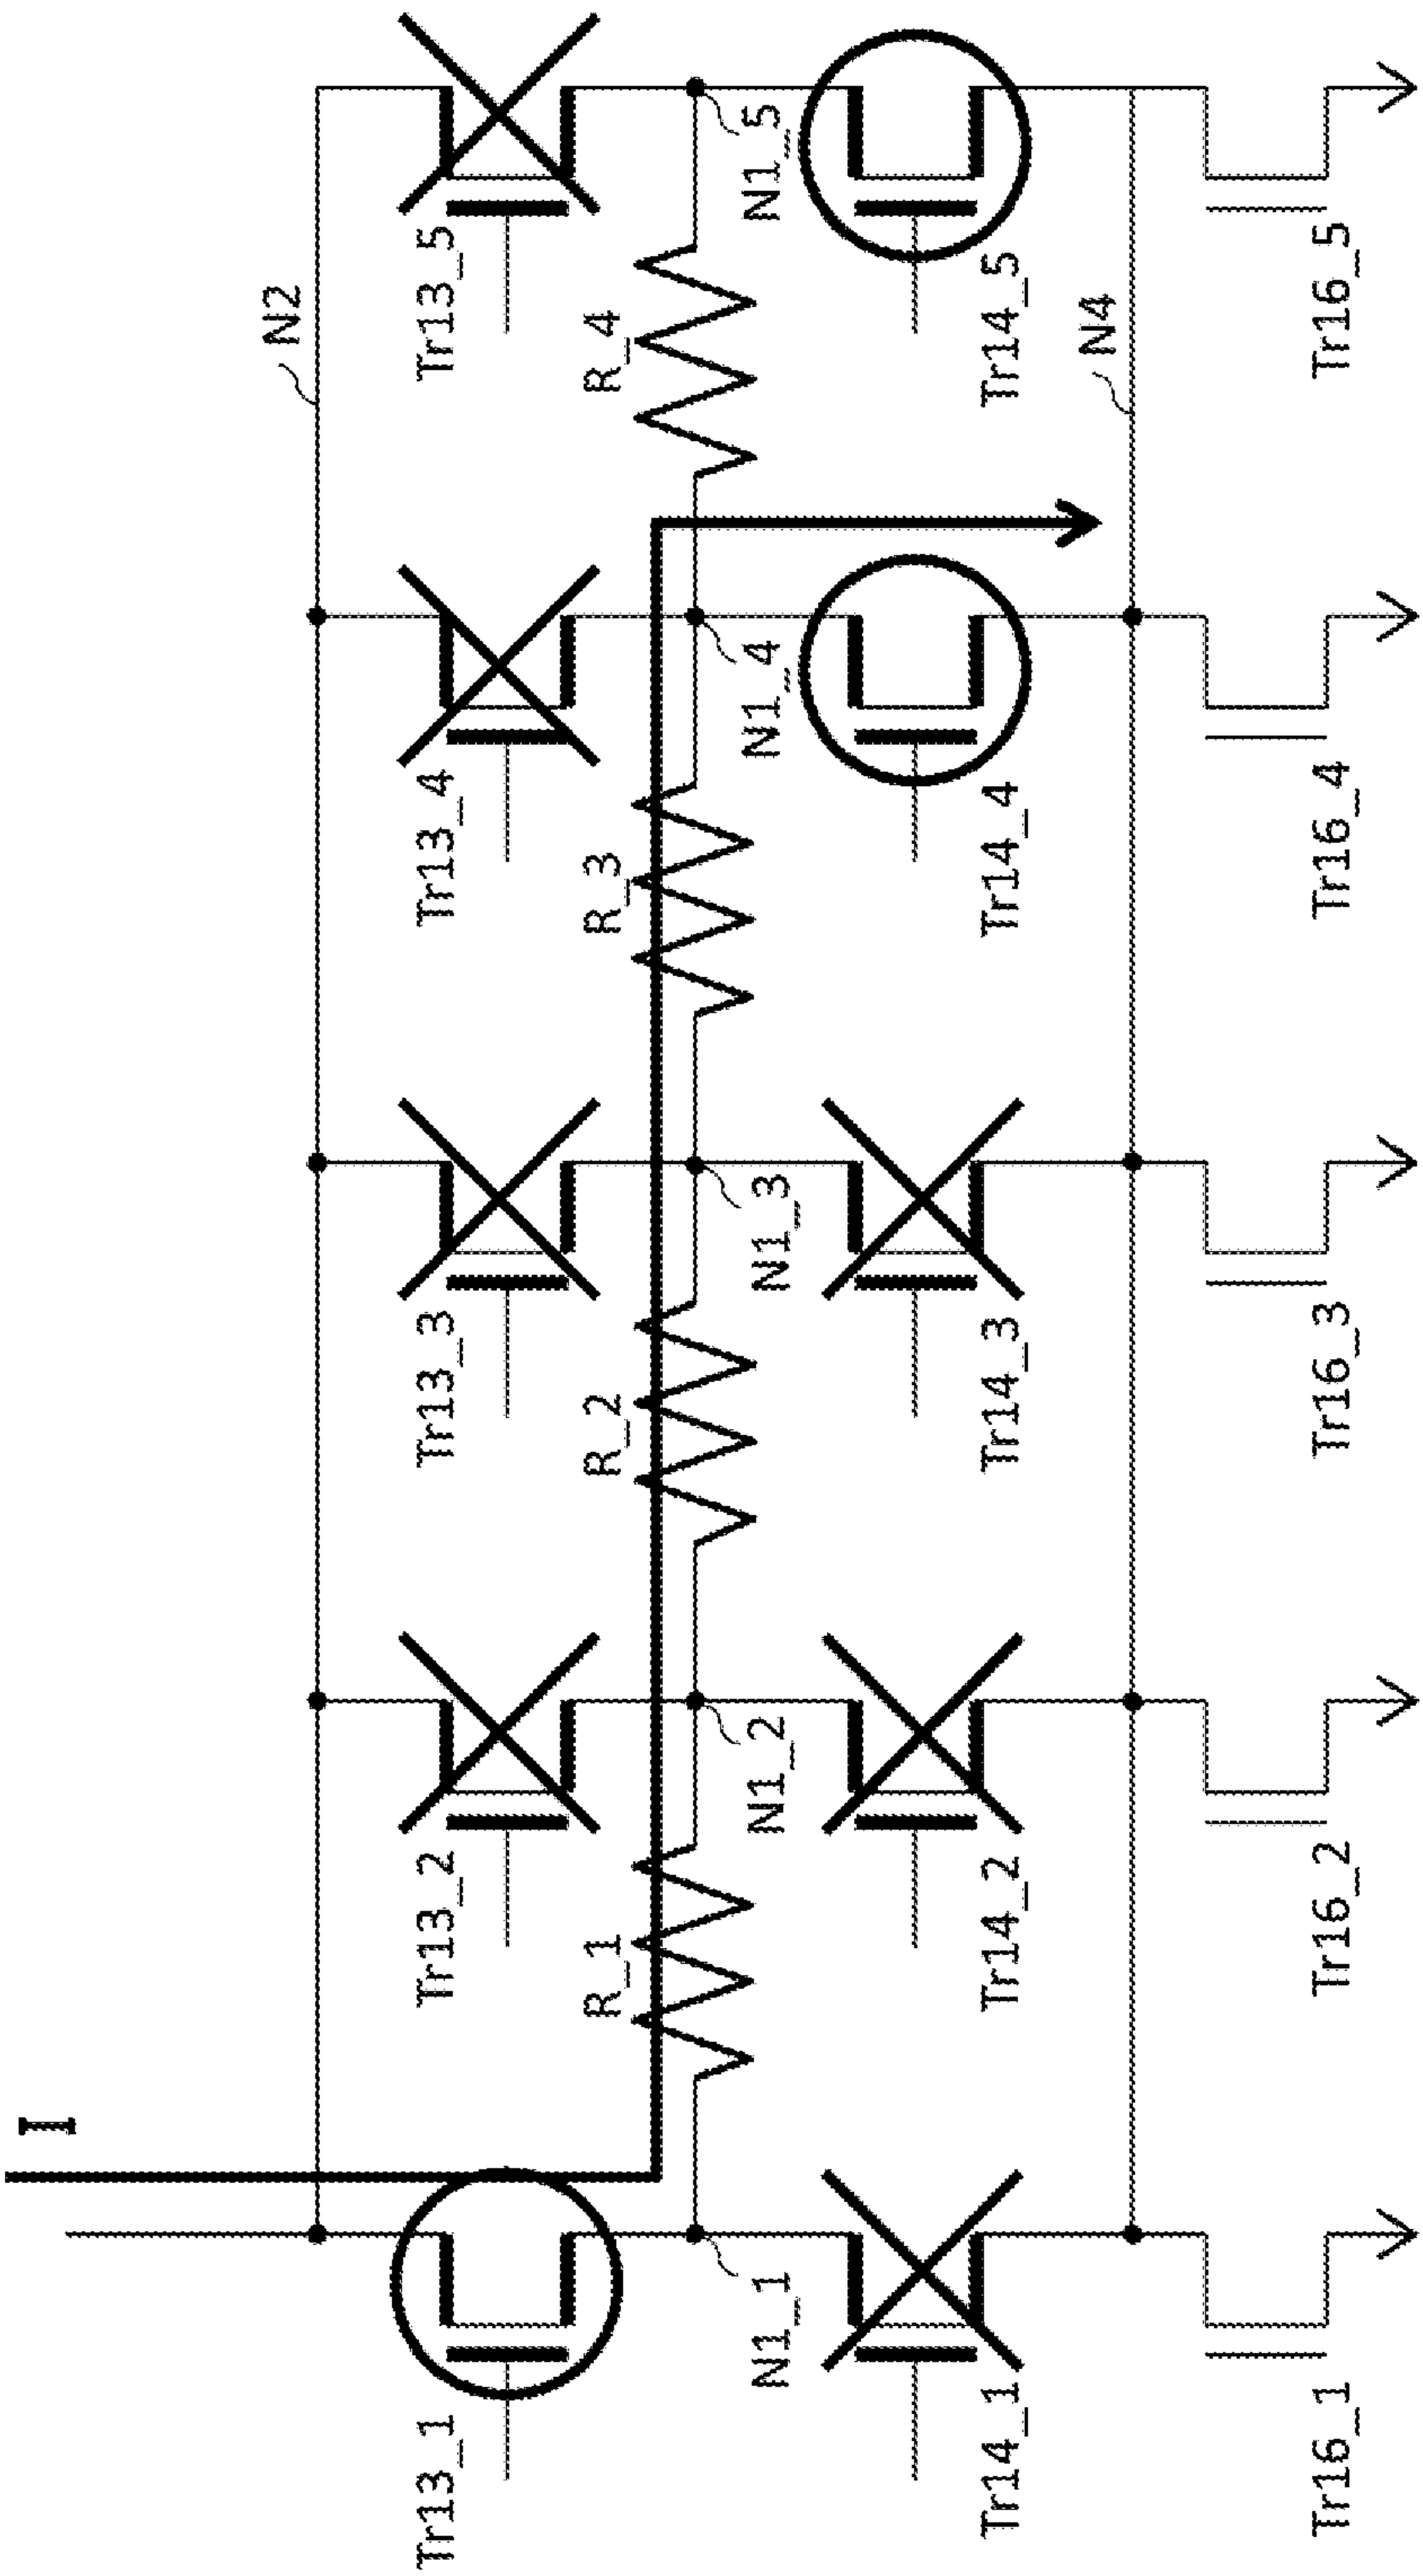 I
N2
Tr13_1
Tr13_2
Tr13_3
Tr13_4
Tr13_5
R_1
R_2
R_3
R_4
N1_1
N1_2
N1_3
N1_4
N1_5
Tr14_1
Tr14_2
Tr14_3
Tr14_4
Tr14_5
N4
Tr16_1
Tr16_2
Tr16_3
Tr16_4
Tr16_5